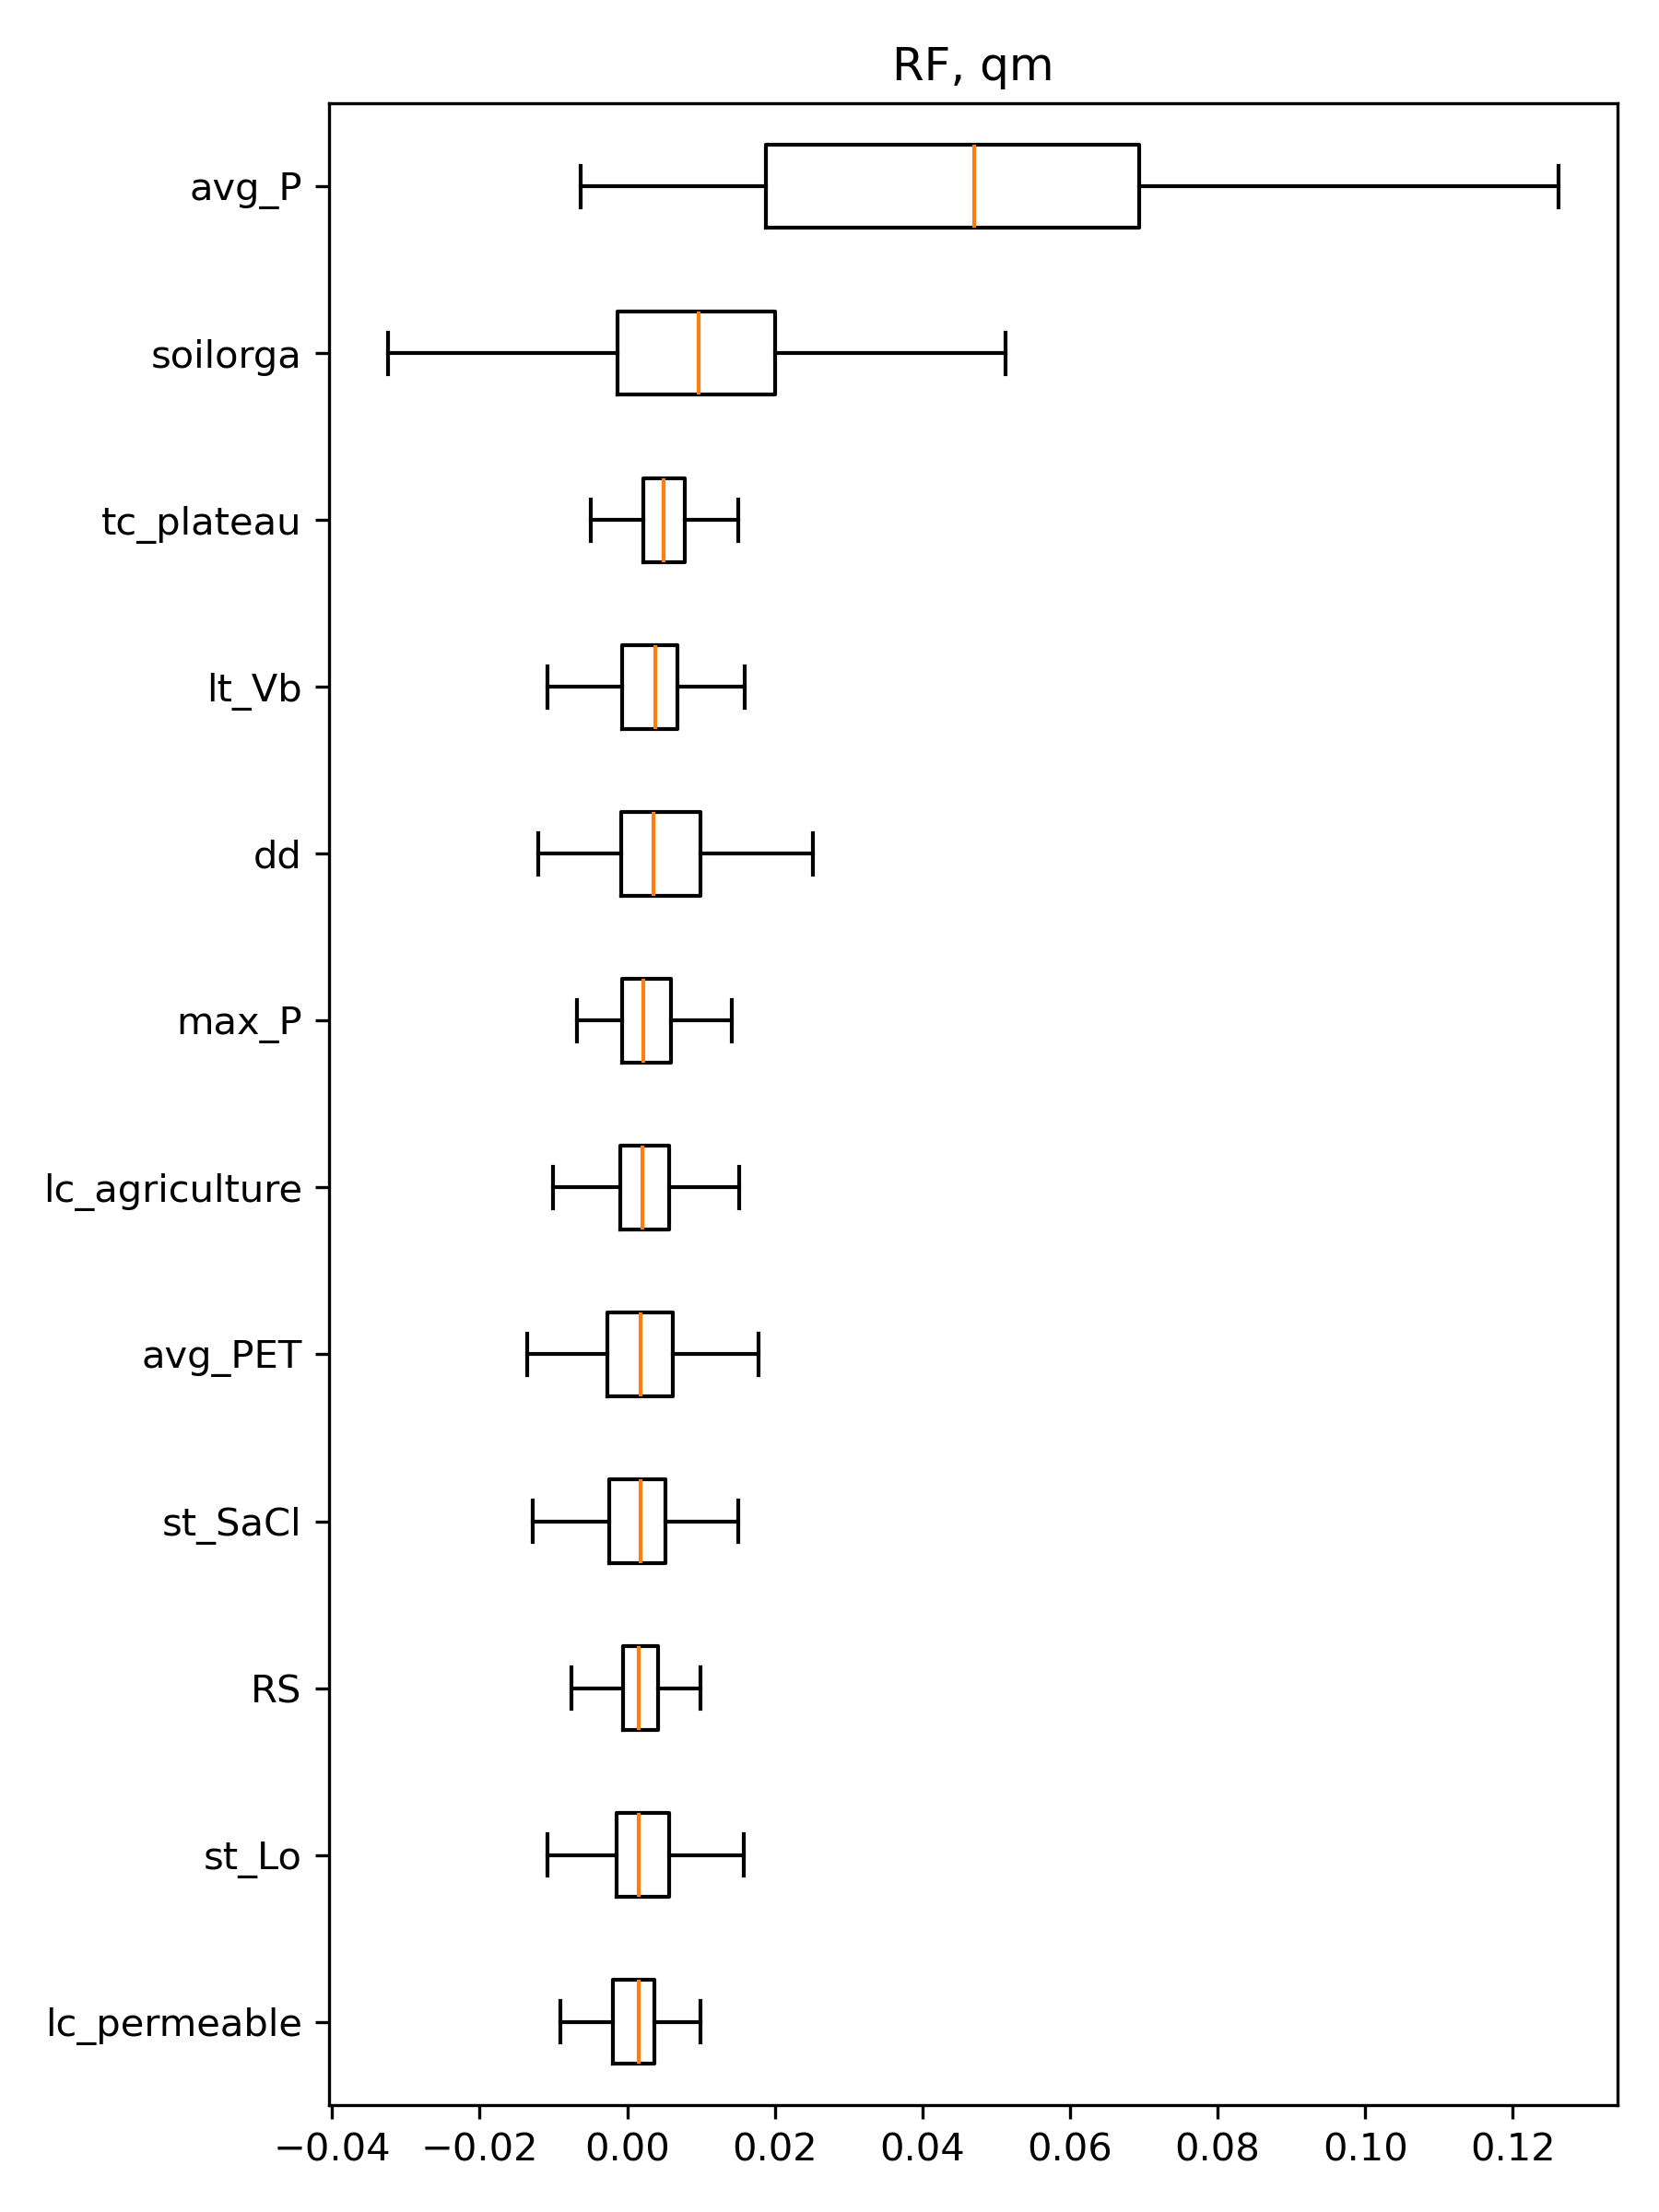 RF, qm
avg_P
soilorga
tc_plateau
lt_Vb
dd
max_P
lc_agriculture
avg_PET
st_SaCl
RS
st_Lo
lc_permeable
−0.04 −0.02 0.00 0.02 0.04 0.06 0.08 0.10 0.12